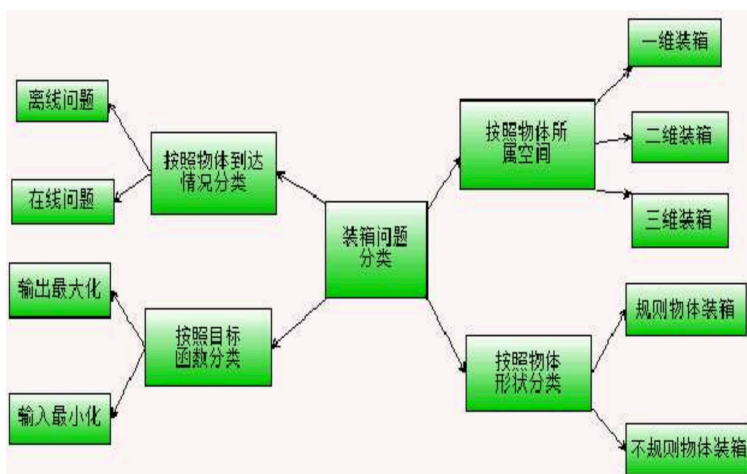 一维装箱
离线问题
按照物体所
属空间
二维装箱
按照物体到达
情况分类
在线问题
三维装箱
装箱问题
分类
输出最大化
规则物体装箱
按照目标
函数分类
按照物体
形状分类
输入最小化
不规则物体装箱